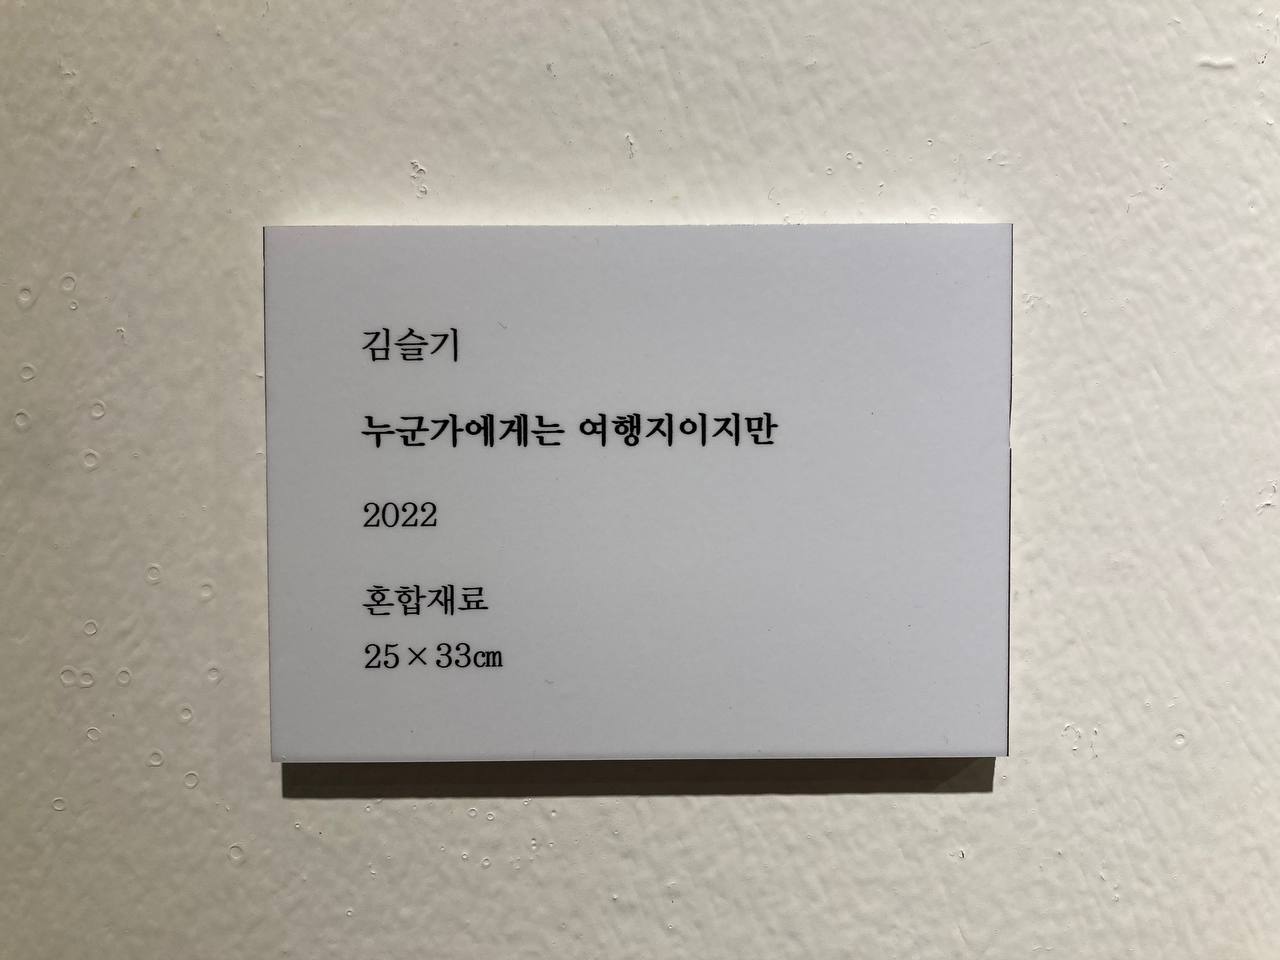 김슬기
누군가에게는 여행지이지만
2022
혼합재료
25×33㎝